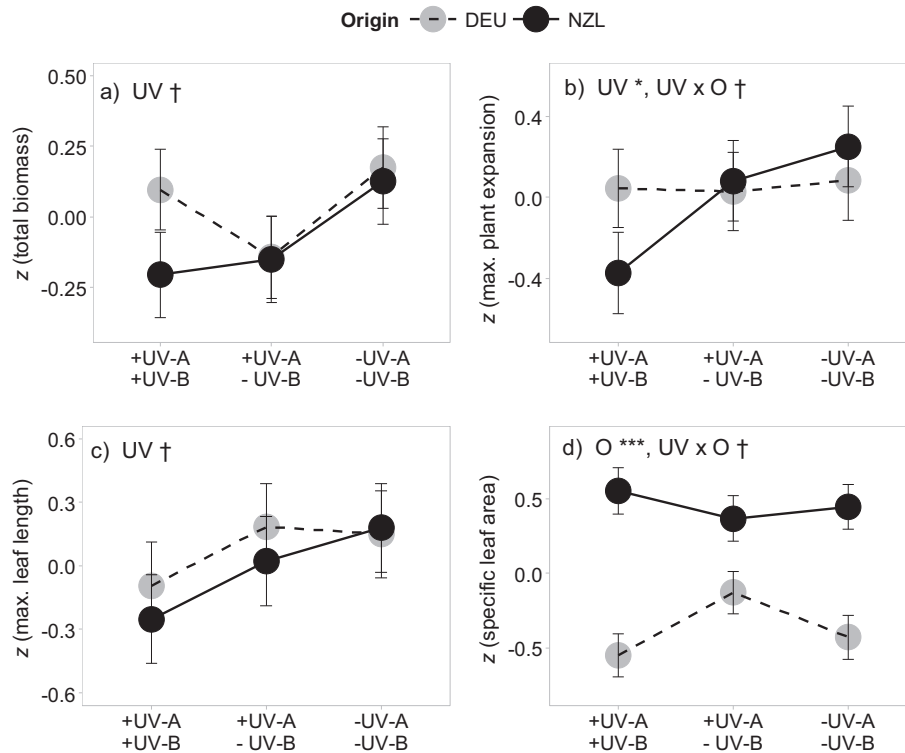 Origin DEU NZL
a) UV †
z (total biomass)
0.50
0.25
0.00
-0.25
+UV-A +UV-A -UV-A
+UV-B - UV-B -UV-B
b) UV *, UV x O †
z (max. plant expansion)
0.4
0.0
-0.4
+UV-A +UV-A -UV-A
+UV-B - UV-B -UV-B
c) UV †
z (max. leaf length)
0.6
0.3
0.0
-0.3
-0.6
+UV-A +UV-A -UV-A
+UV-B - UV-B -UV-B
d) O ***, UV x O †
z (specific leaf area)
0.5
0.0
-0.5
+UV-A +UV-A -UV-A
+UV-B - UV-B -UV-B